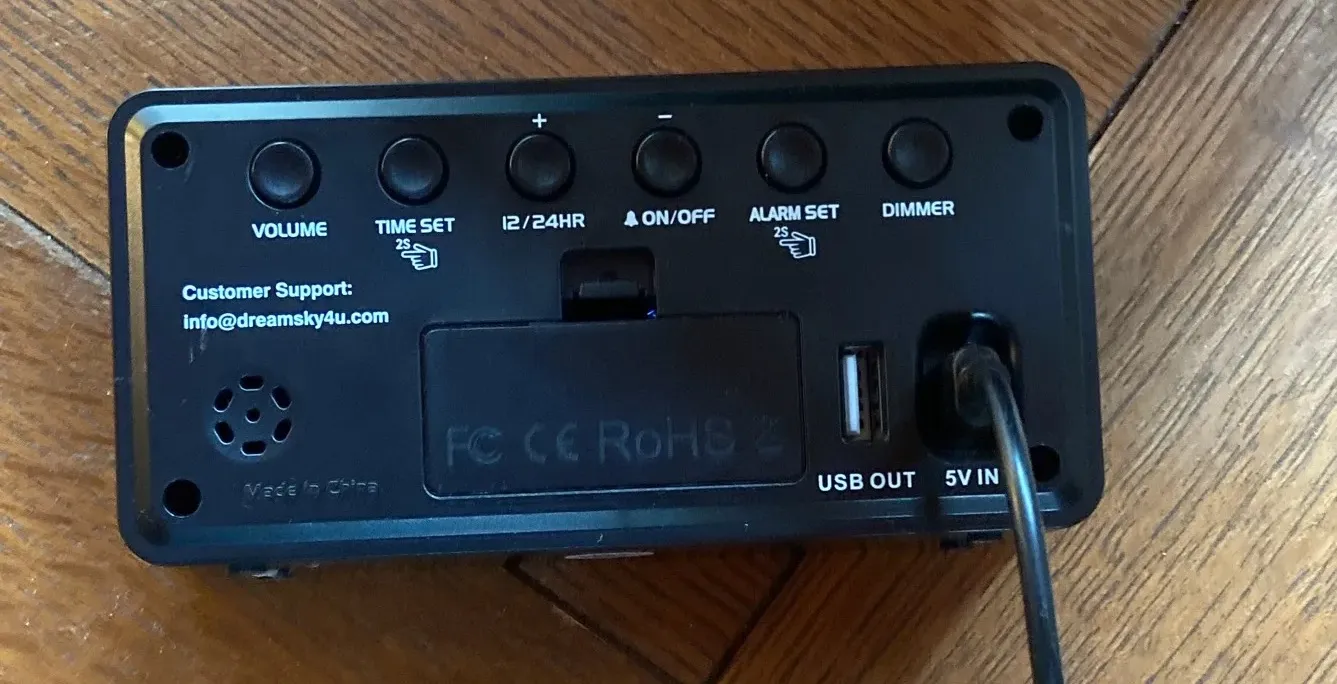 + −
VOLUME TIME SET 12/24HR ON/OFF ALARM SET DIMMER
2S 2S
Customer Support:
info@dreamsky4u.com
FC CE RoHS
USB OUT 5V IN
Made in China